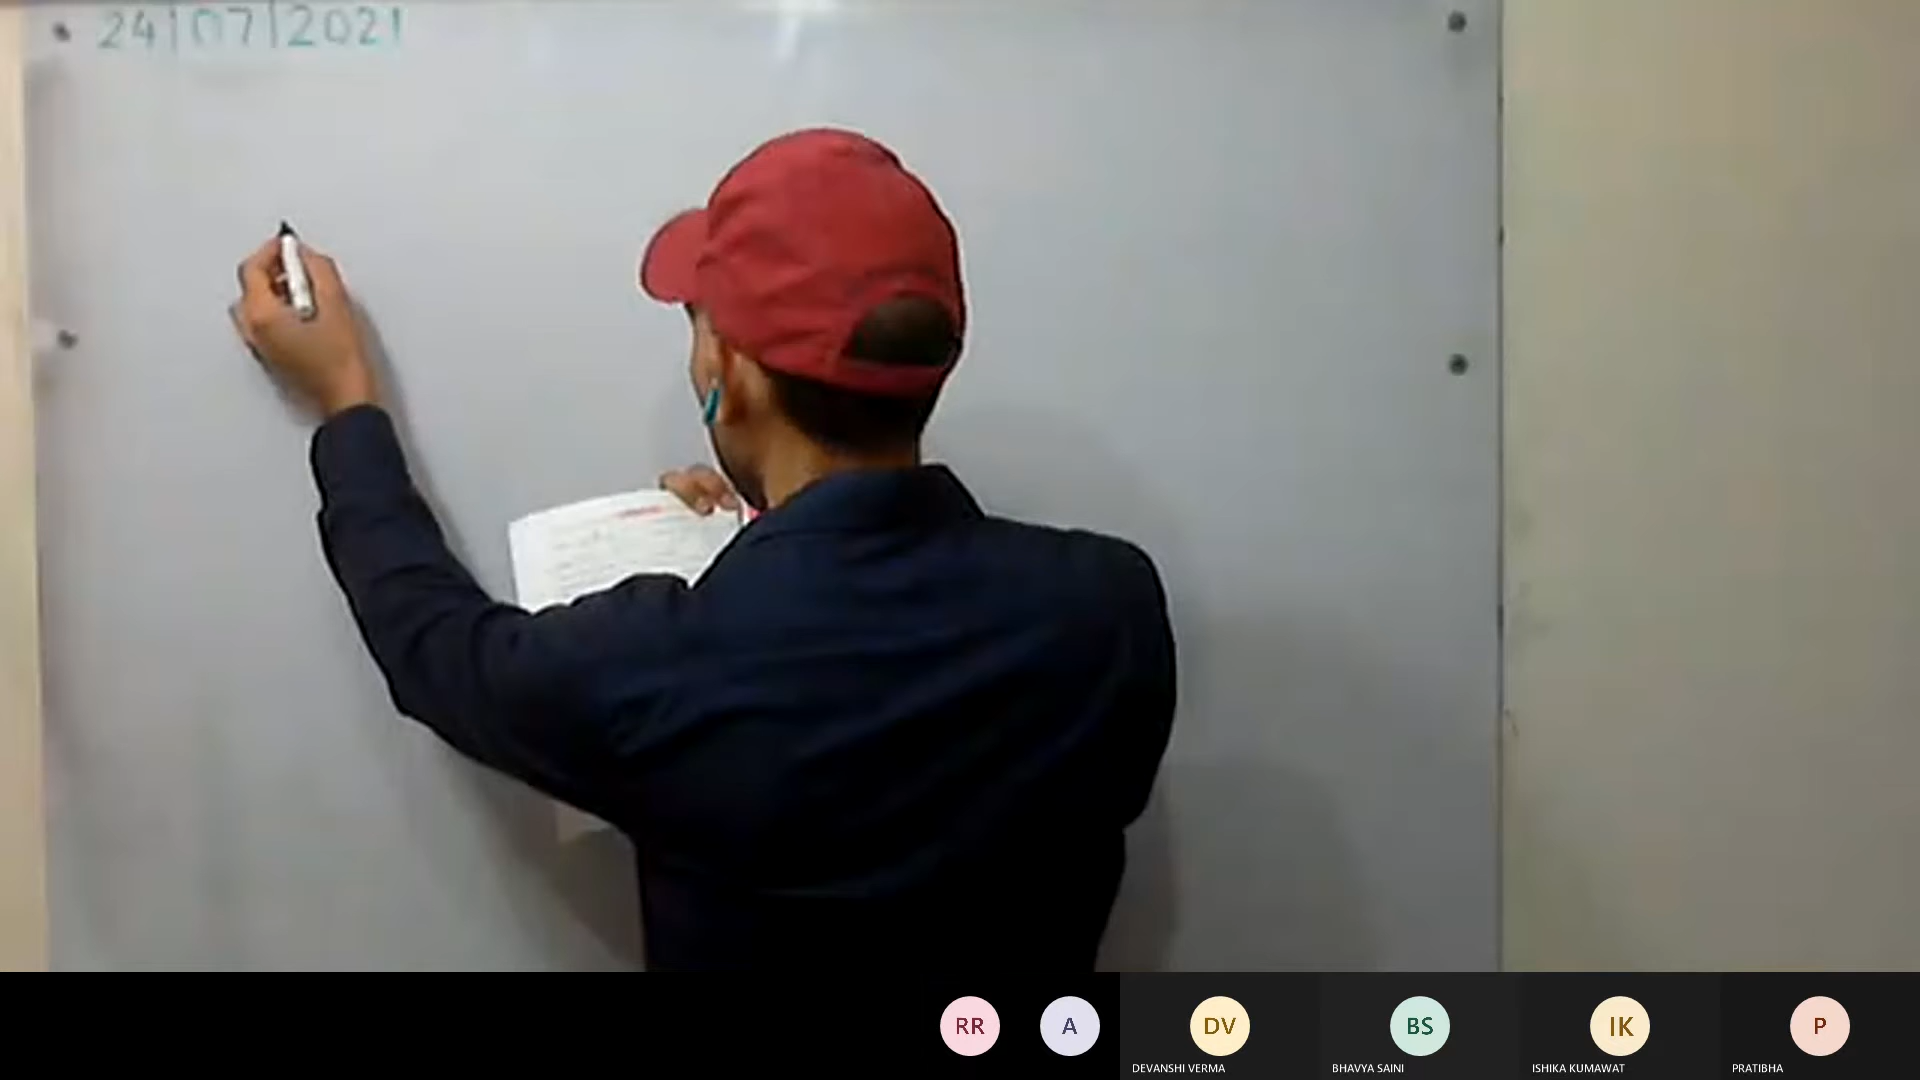 24|07|2021
RR
A
DV
BS
IK
P
DEVANSHI VERMA
BHAVYA SAINI
ISHIKA KUMAWAT
PRATIBHA